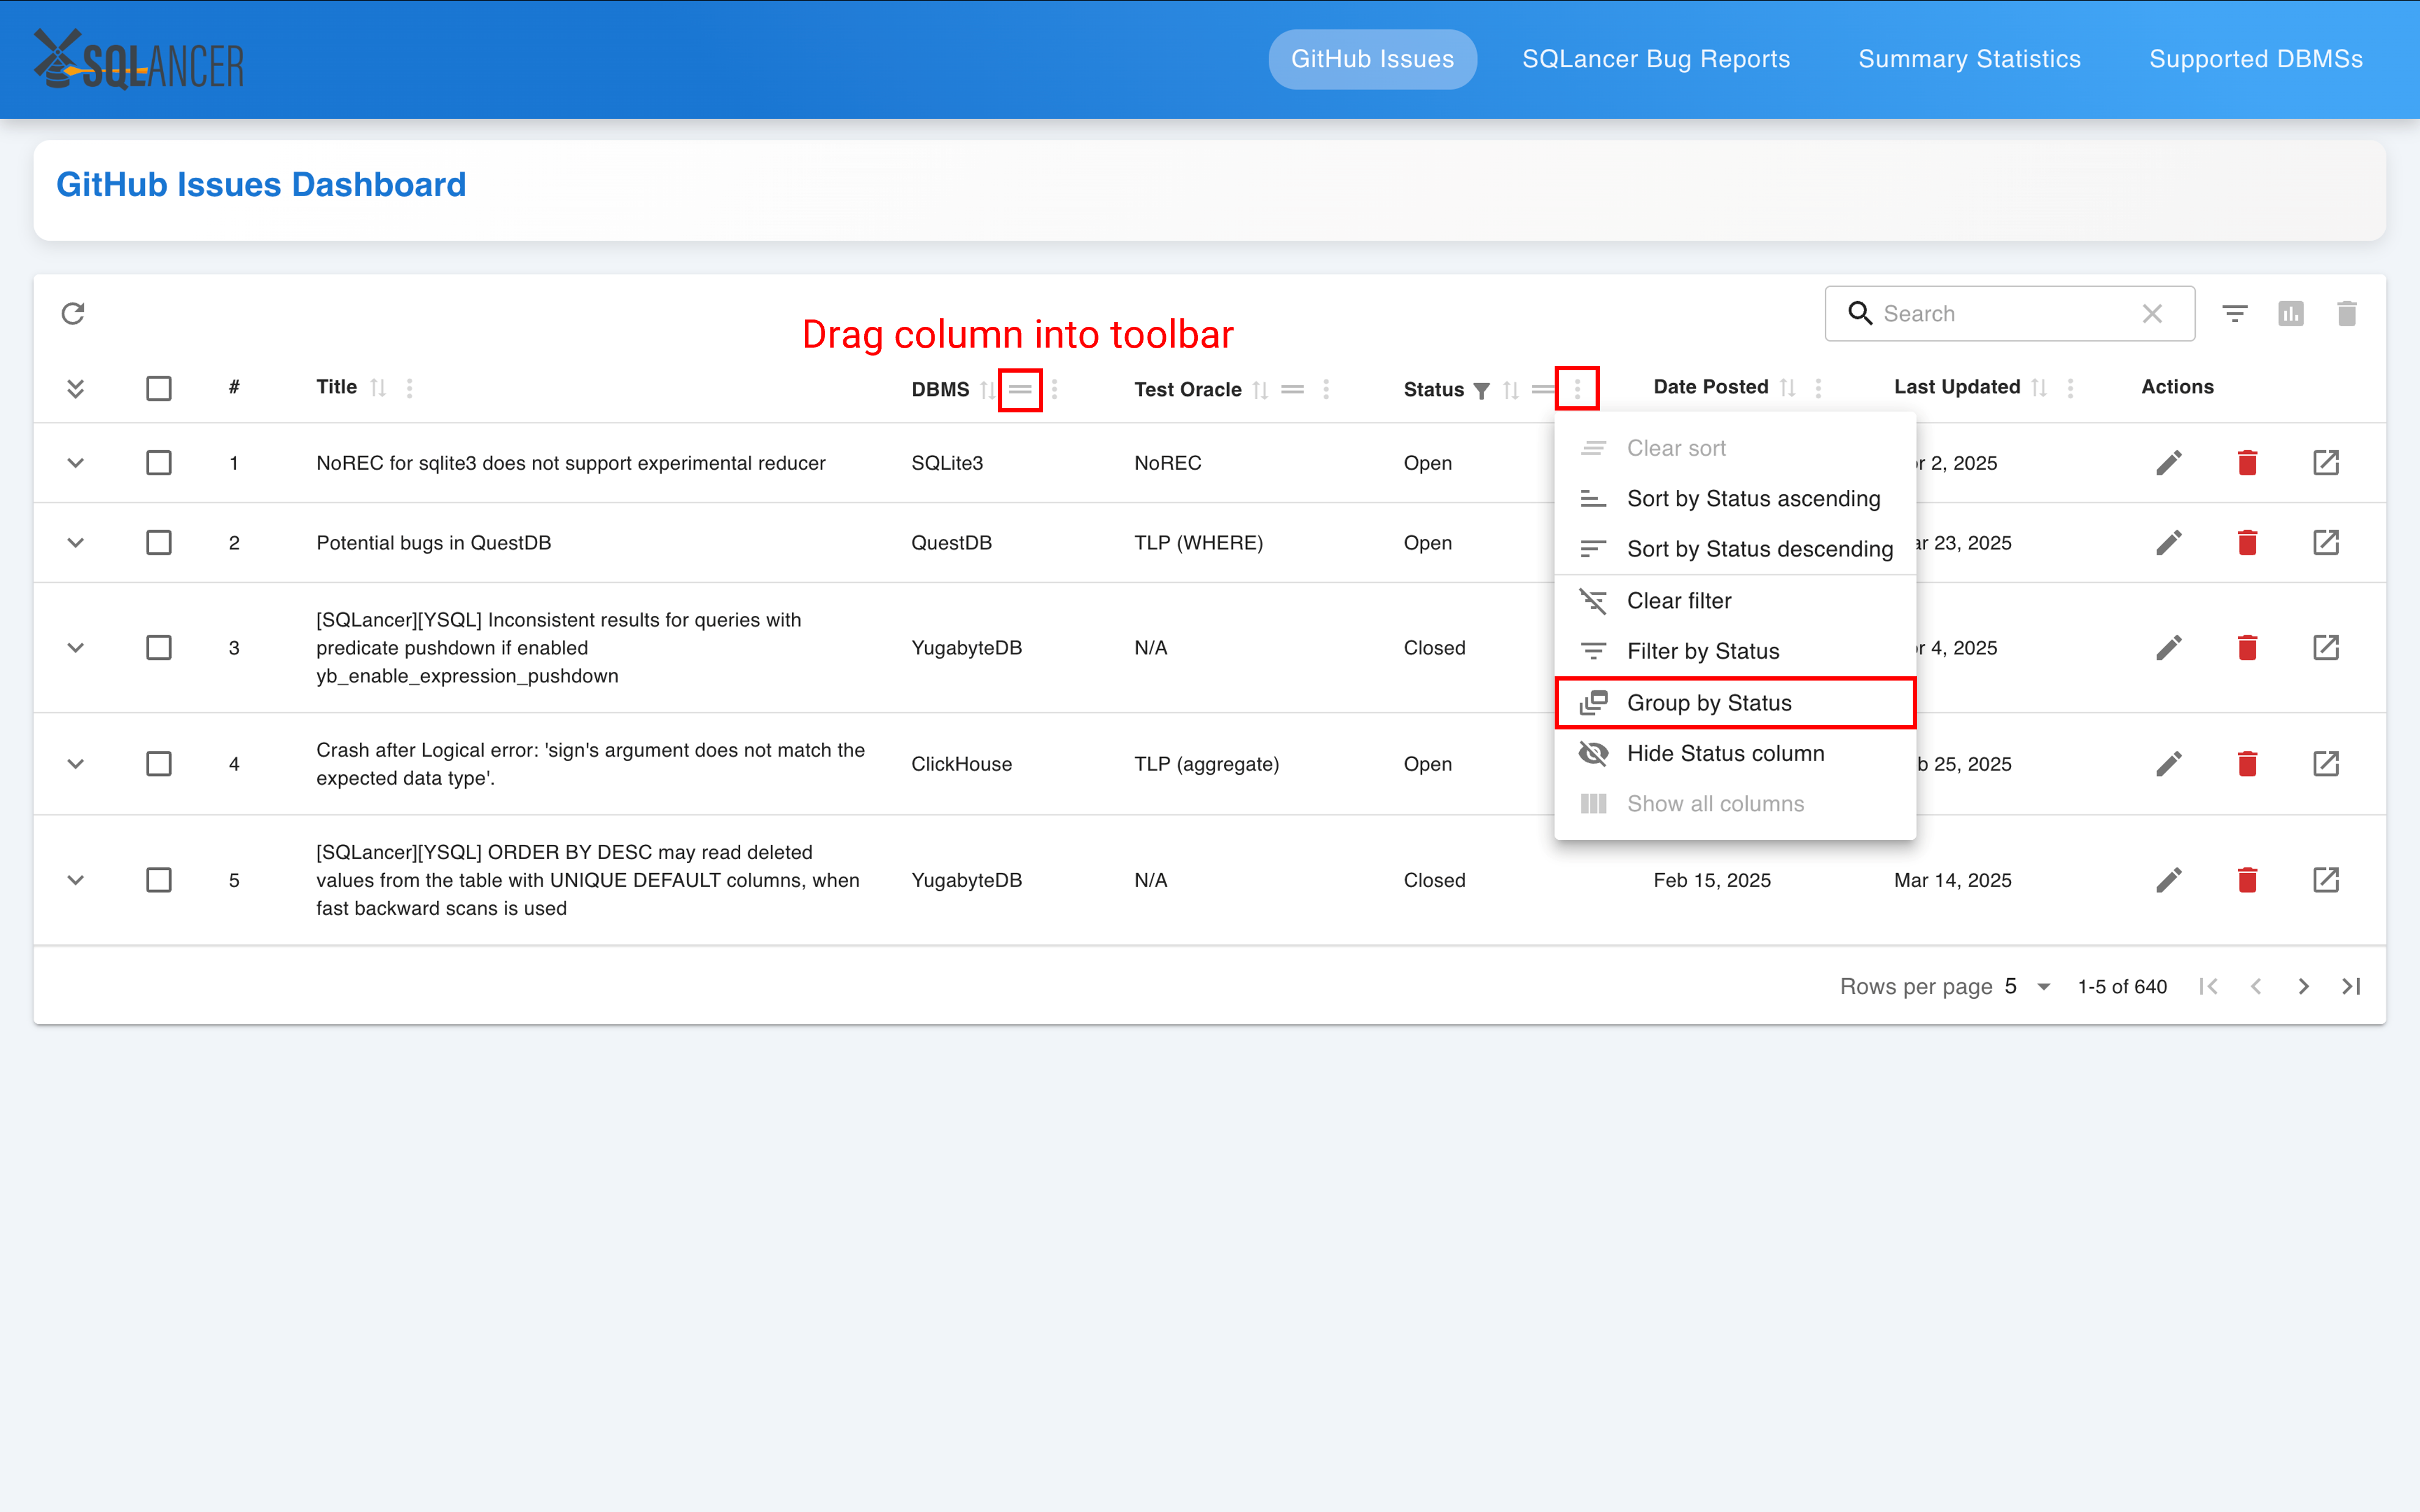 SQLANCER
GitHub Issues
SQLancer Bug Reports
Summary Statistics
Supported DBMSs
GitHub Issues Dashboard
Drag column into toolbar
Search
#
Title
DBMS
Test Oracle
Status
Date Posted
Last Updated
Actions
1
NoREC for sqlite3 does not support experimental reducer
SQLite3
NoREC
Open
r 2, 2025
2
Potential bugs in QuestDB
QuestDB
TLP (WHERE)
Open
ar 23, 2025
3
[SQLancer][YSQL] Inconsistent results for queries with
predicate pushdown if enabled
yb_enable_expression_pushdown
YugabyteDB
N/A
Closed
r 4, 2025
4
Crash after Logical error: 'sign's argument does not match the
expected data type'.
ClickHouse
TLP (aggregate)
Open
b 25, 2025
5
[SQLancer][YSQL] ORDER BY DESC may read deleted
values from the table with UNIQUE DEFAULT columns, when
fast backward scans is used
YugabyteDB
N/A
Closed
Feb 15, 2025
Mar 14, 2025
Clear sort
Sort by Status ascending
Sort by Status descending
Clear filter
Filter by Status
Group by Status
Hide Status column
Show all columns
Rows per page 5
1-5 of 640